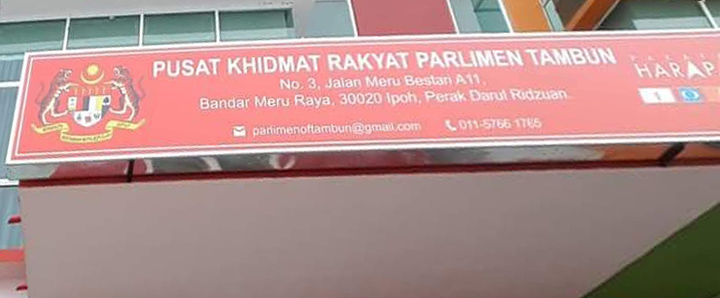 PUSAT KHIDMAT RAKYAT PARLIMEN TAMBUN
No. 3, Jalan Meru Bestari A11,
Bandar Meru Raya, 30020 Ipoh, Perak Darul Ridzuan.
parlimenoftambun@gmail.com 011-5766 1765
HARAPA